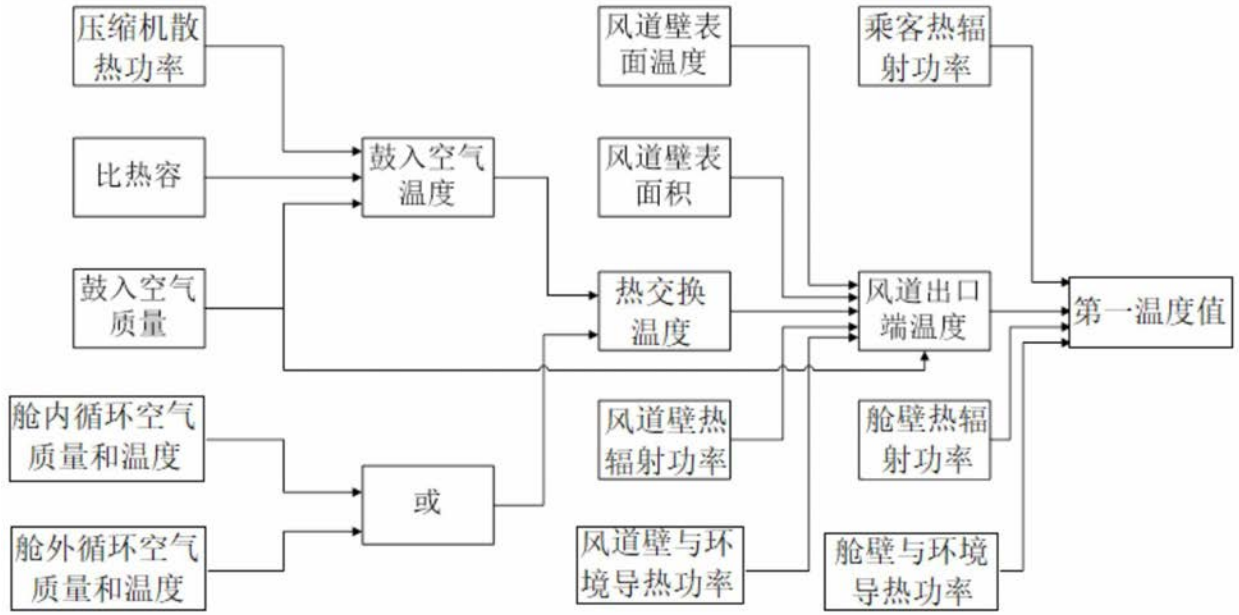 压缩机散
热功率
风道壁表
面温度
乘客热辐
射功率
比热容
鼓入空气
温度
风道壁表
面积
鼓入空气
质量
热交换
温度
风道出口
端温度
第一温度值
舱内循环空气
质量和温度
风道壁热
辐射功率
舱壁热辐
射功率
或
舱外循环空气
质量和温度
风道壁与环
境导热功率
舱壁与环境
导热功率